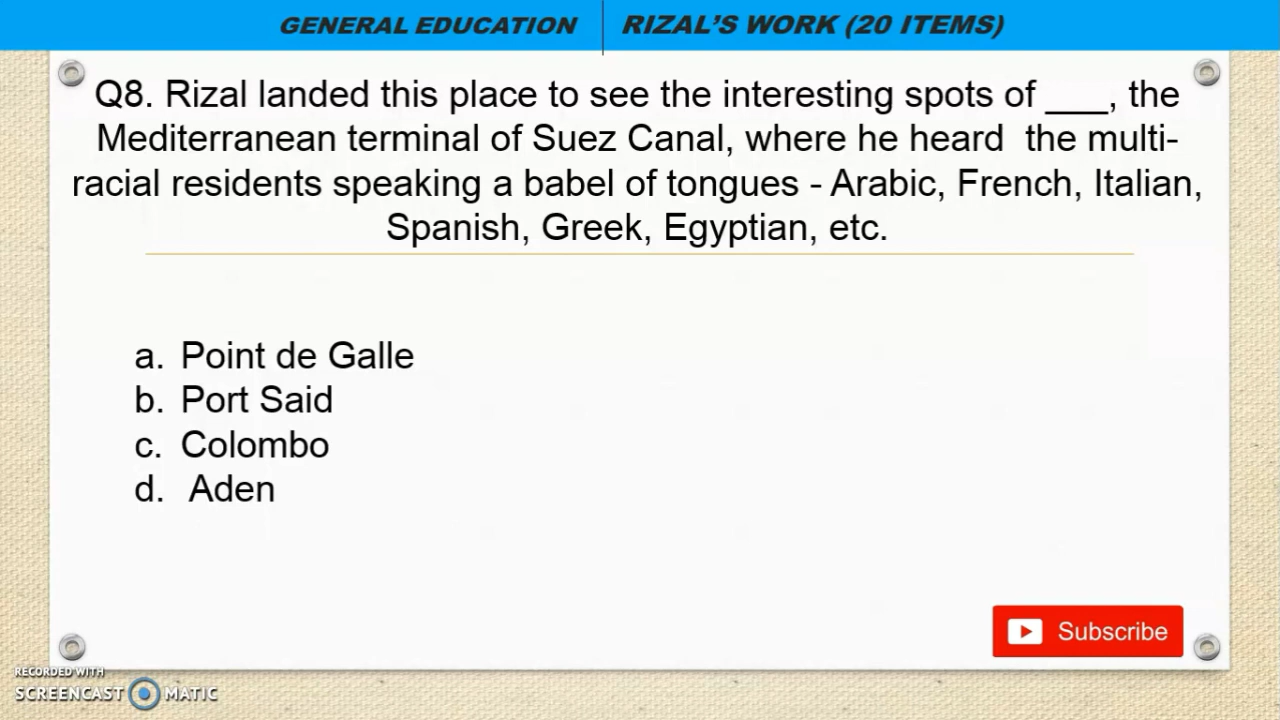 GENERAL EDUCATION
RIZAL'S WORK (20 ITEMS)
Q8. Rizal landed this place to see the interesting spots of ___, the
Mediterranean terminal of Suez Canal, where he heard the multi-
racial residents speaking a babel of tongues - Arabic, French, Italian,
Spanish, Greek, Egyptian, etc.
a. Point de Galle
b. Port Said
c. Colombo
d. Aden
Subscribe
RECORDED WITH
SCREENCAST MATIC